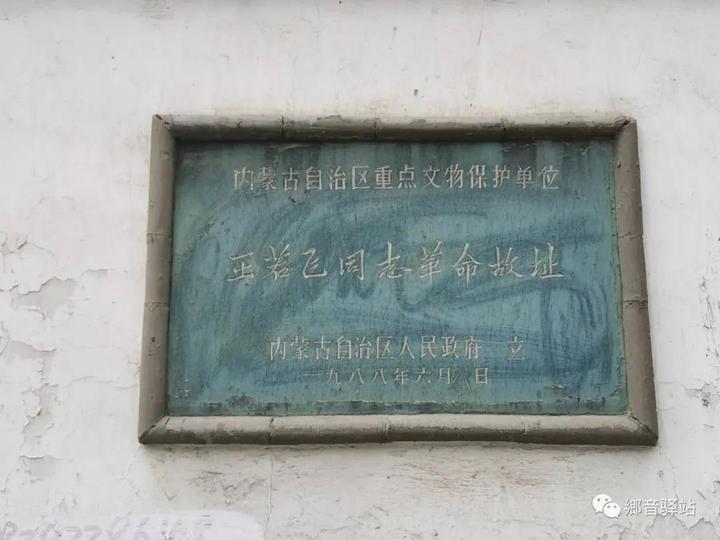 内蒙古自治区重点文物保护单位
王若飞同志革命故址
内蒙古自治区人民政府 立
一九八八年六月 日
鄉音驿站